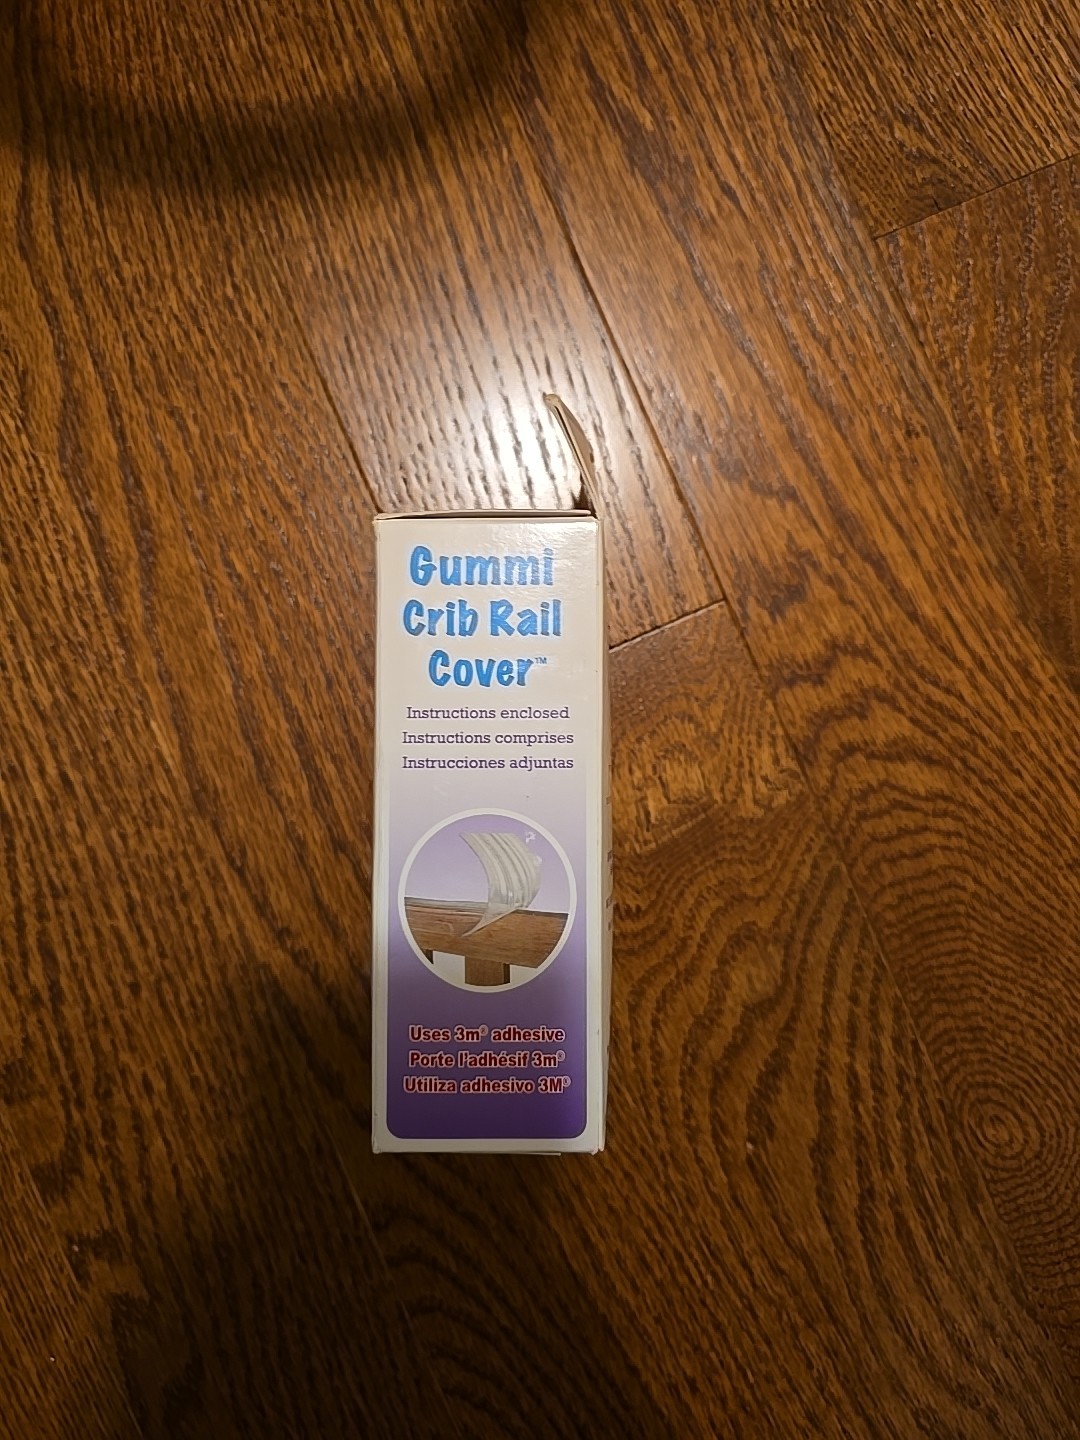 Gummi
Crib Rail
Cover™
Instructions enclosed
Instructions comprises
Instrucciones adjuntas
Uses 3m® adhesive
Porte l'adhésif 3m®
Utiliza adhesivo 3M®